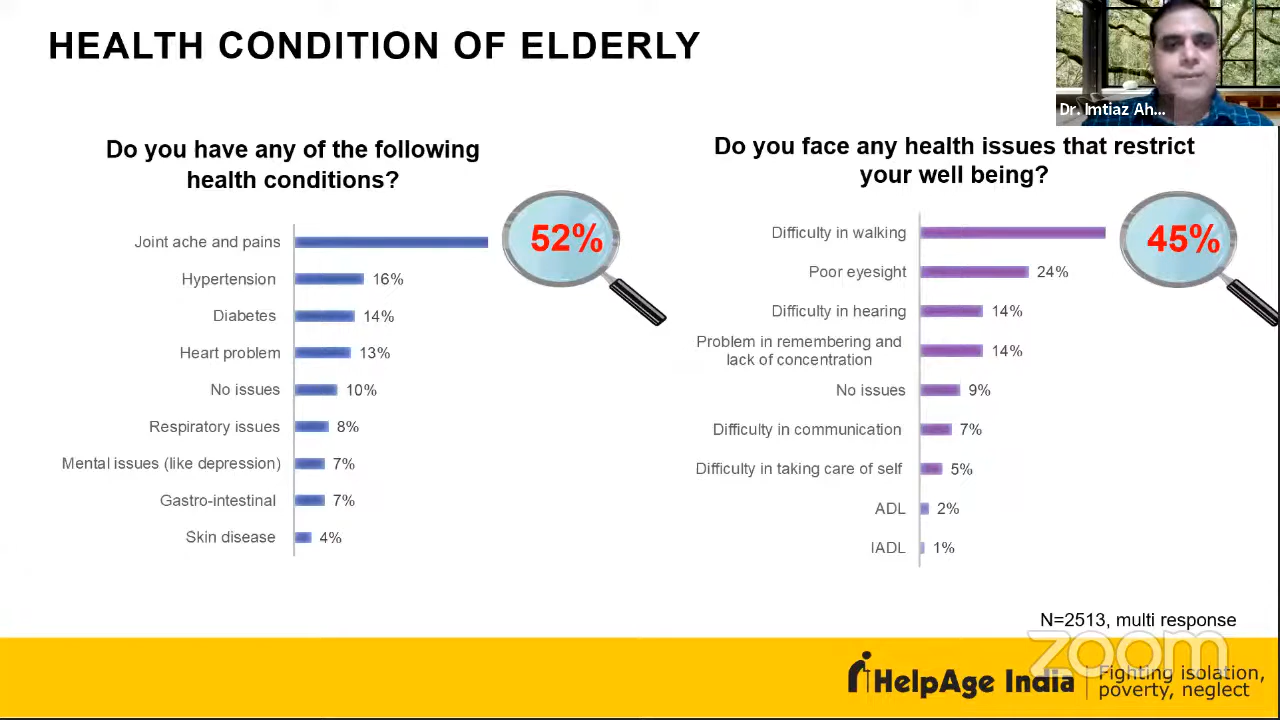 HEALTH CONDITION OF ELDERLY
Dr. Imtiaz Ah...
Do you have any of the following
health conditions?
Joint ache and pains
52%
Hypertension 16%
Diabetes 14%
Heart problem 13%
No issues 10%
Respiratory issues 8%
Mental issues (like depression) 7%
Gastro-intestinal 7%
Skin disease 4%
Do you face any health issues that restrict
your well being?
Difficulty in walking
45%
Poor eyesight 24%
Difficulty in hearing 14%
Problem in remembering and
lack of concentration 14%
No issues 9%
Difficulty in communication 7%
Difficulty in taking care of self 5%
ADL 2%
IADL 1%
N=2513, multi response
zoom
HelpAge India
Fighting isolation,
poverty, neglect